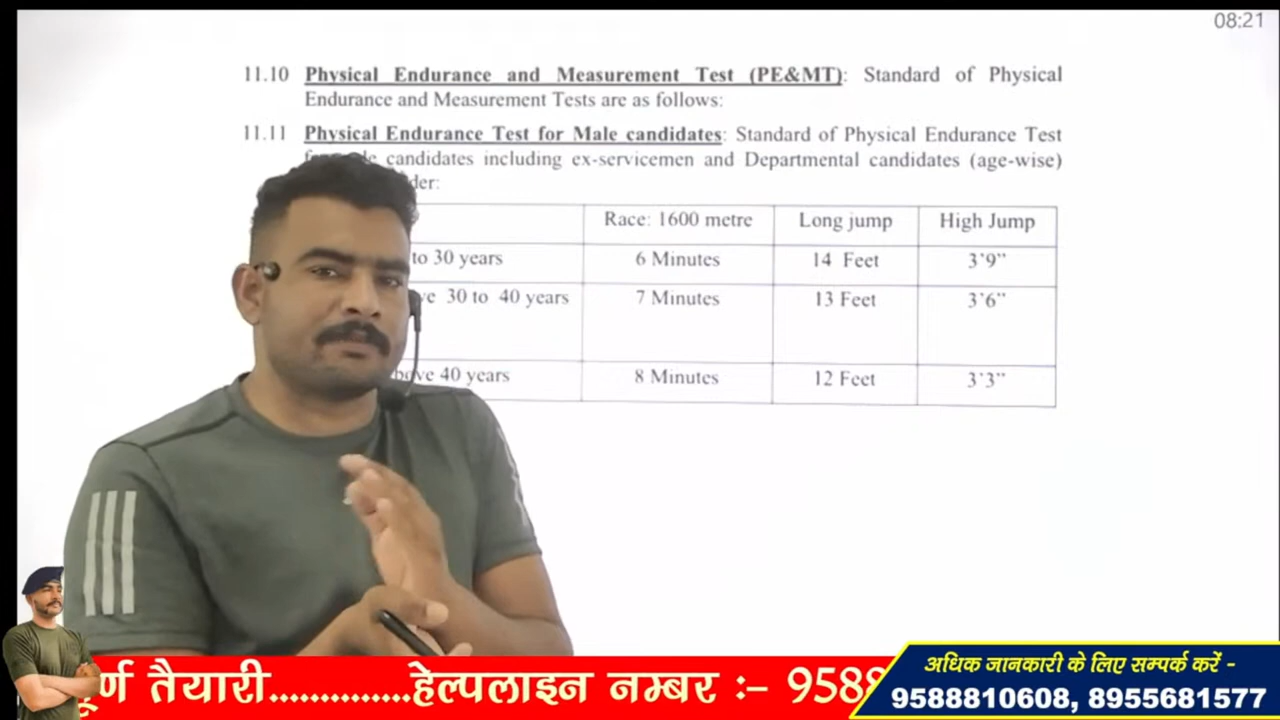 08:21
11.10 Physical Endurance and Measurement Test (PE&MT): Standard of Physical
Endurance and Measurement Tests are as follows:
11.11 Physical Endurance Test for Male candidates: Standard of Physical Endurance Test
candidates including ex-servicemen and Departmental candidates (age-wise)
Race: 1600 metre Long jump High Jump
to 30 years 6 Minutes 14 Feet 3'9"
30 to 40 years 7 Minutes 13 Feet 3'6"
40 years 8 Minutes 12 Feet 3'3"
तैयारी.............हेल्पलाइन नम्बर :– 9588
अधिक जानकारी के लिए सम्पर्क करें -
9588810608, 8955681577